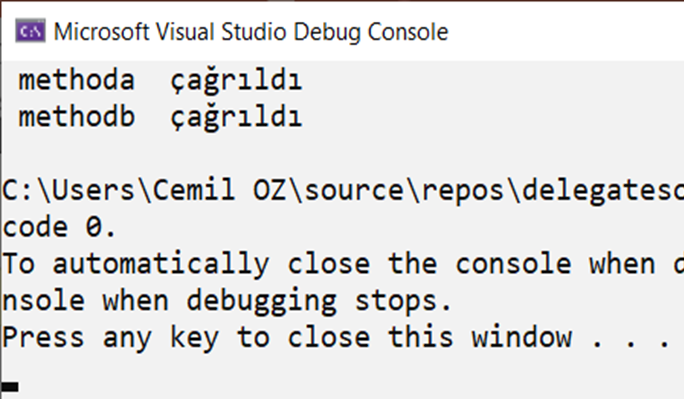 Microsoft Visual Studio Debug Console
methoda çağrıldı
methodb çağrıldı
C:\Users\Cemil OZ\source\repos\delegateso
code 0.
To automatically close the console when d
nsole when debugging stops.
Press any key to close this window . . .